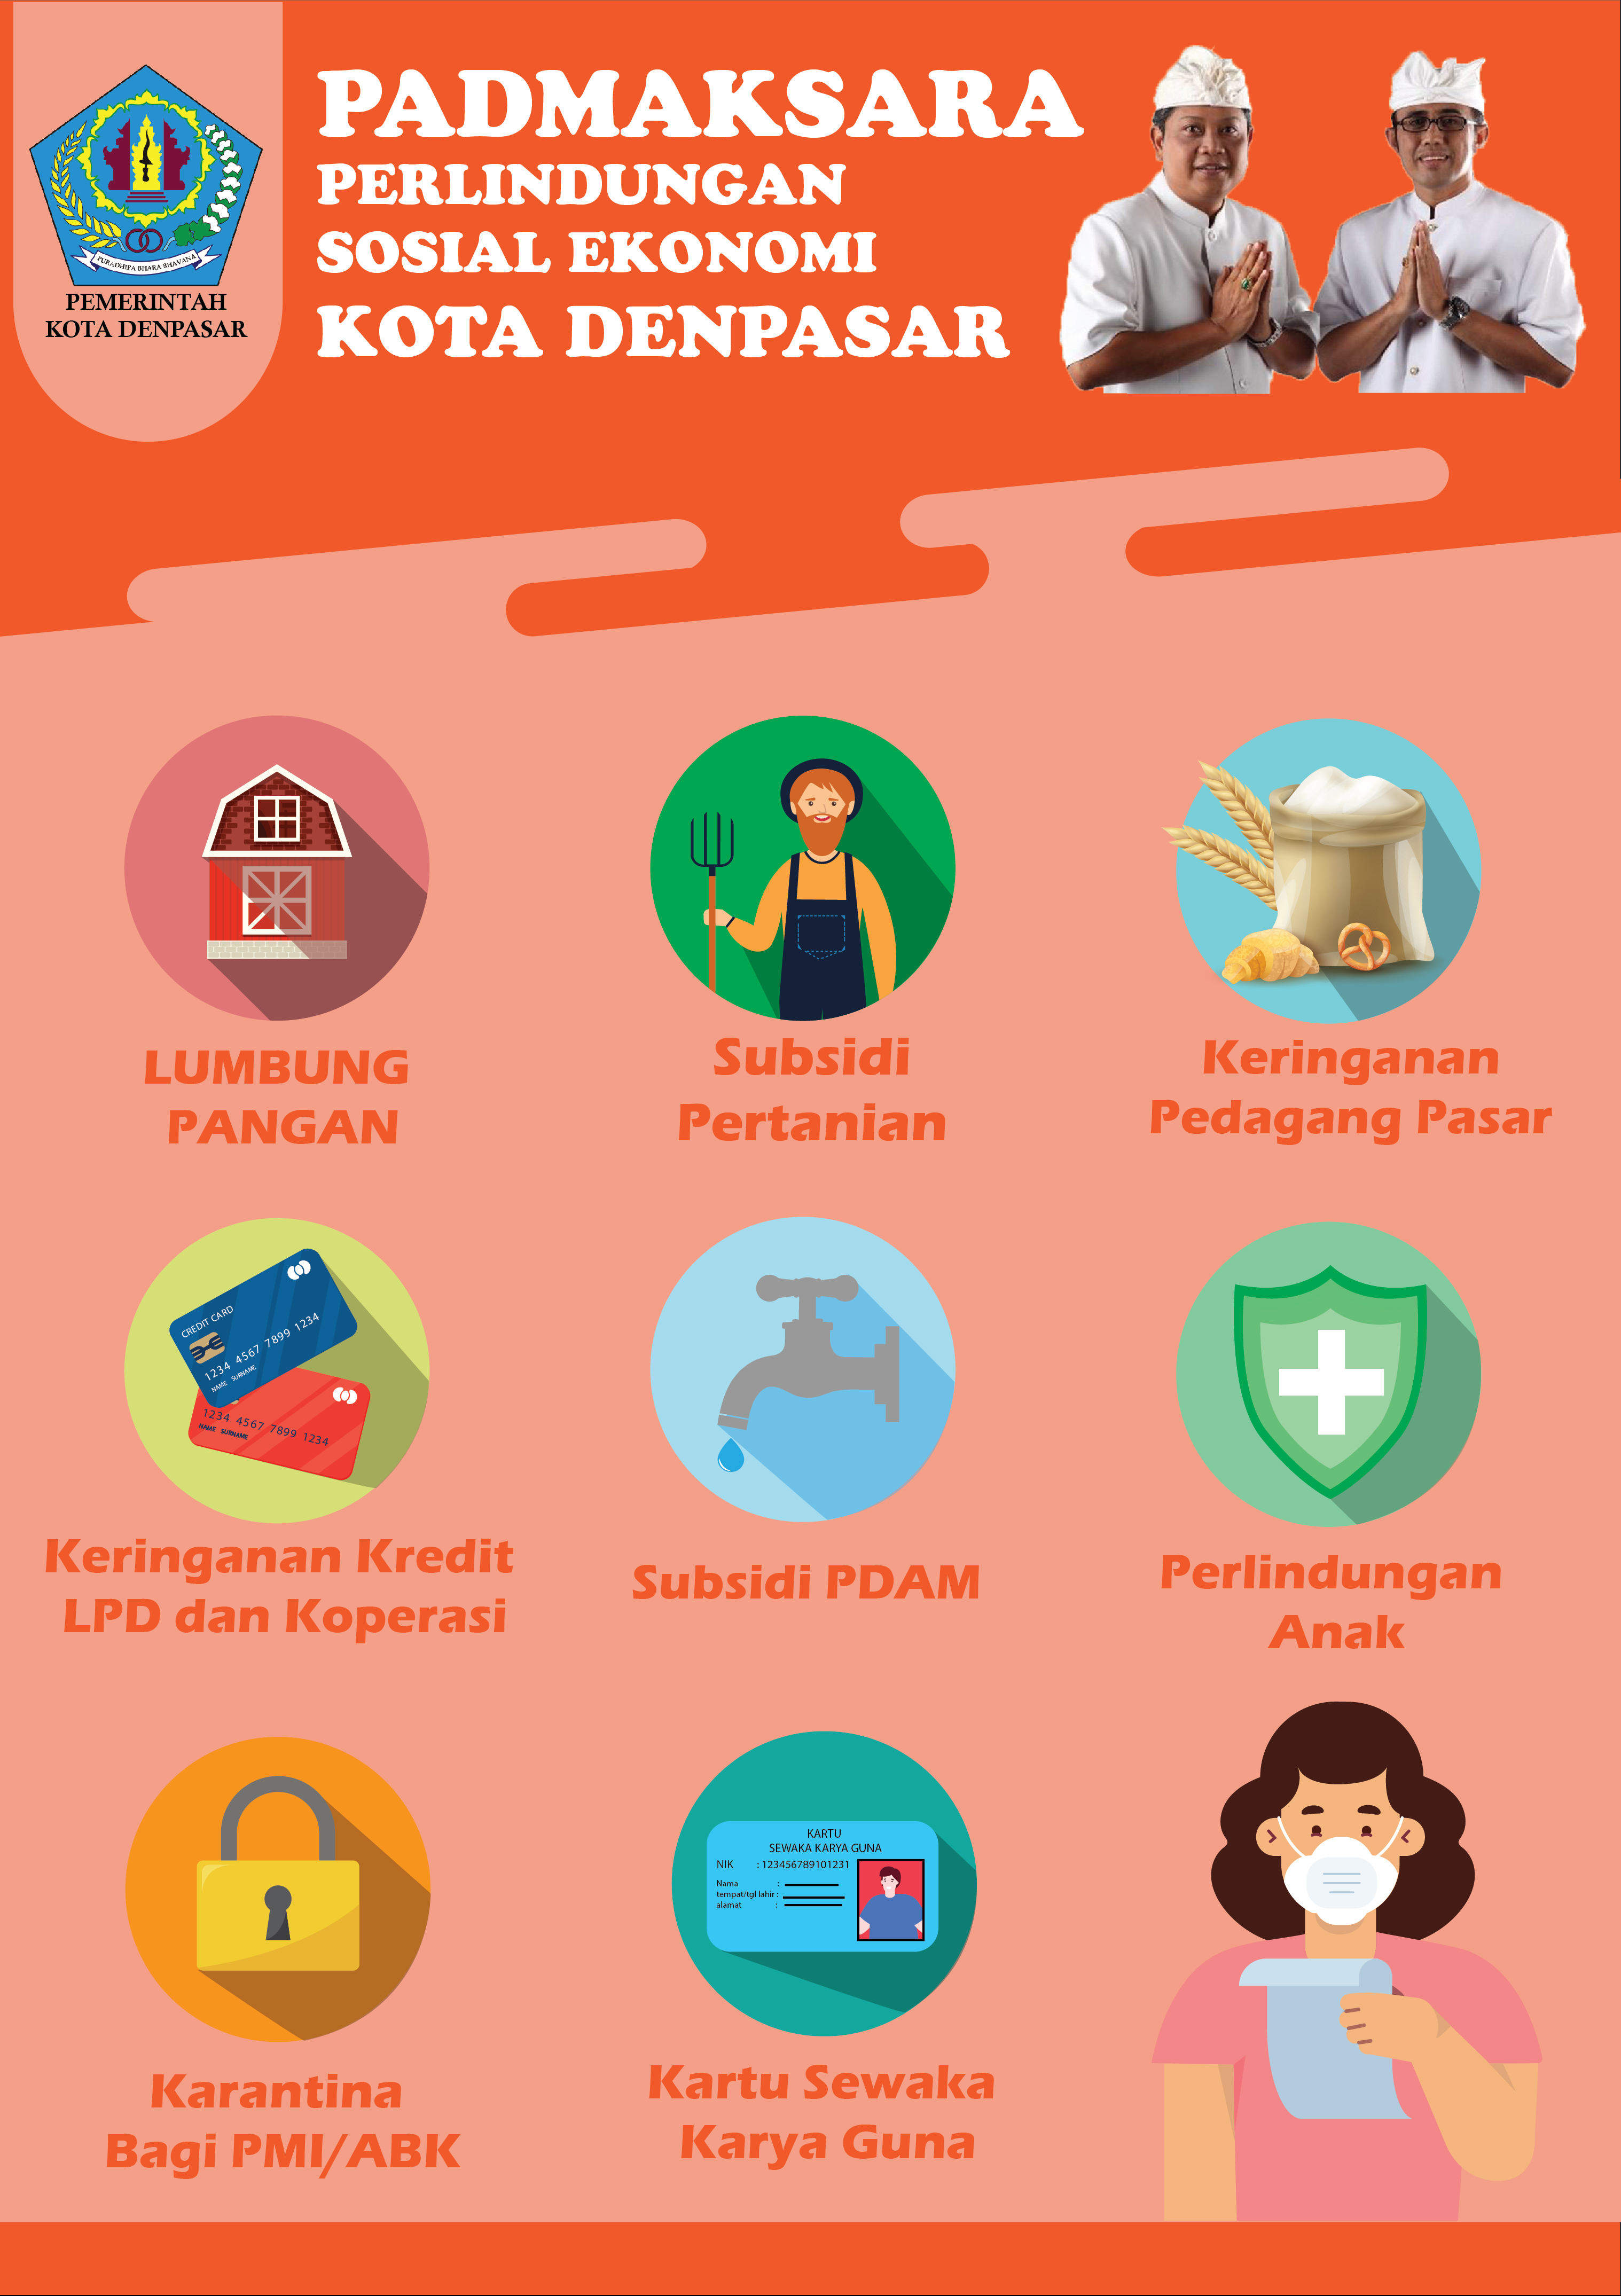 PADMAKSARA
PERLINDUNGAN
SOSIAL EKONOMI
KOTA DENPASAR
PURADHIPA BHARA BHAVANA
PEMERINTAH
KOTA DENPASAR
LUMBUNG
PANGAN
Subsidi
Pertanian
Keringanan
Pedagang Pasar
CREDIT CARD
1234 4567 7899 1234
NAME SURNAME
1234 4567 7899 1234
NAME SURNAME
Keringanan Kredit
LPD dan Koperasi
Subsidi PDAM
Perlindungan
Anak
Karantina
Bagi PMI/ABK
KARTU
SEWAKA KARYA GUNA
NIK : 123456789101231
Nama :
tempat/tgl lahir :
alamat :
Kartu Sewaka
Karya Guna